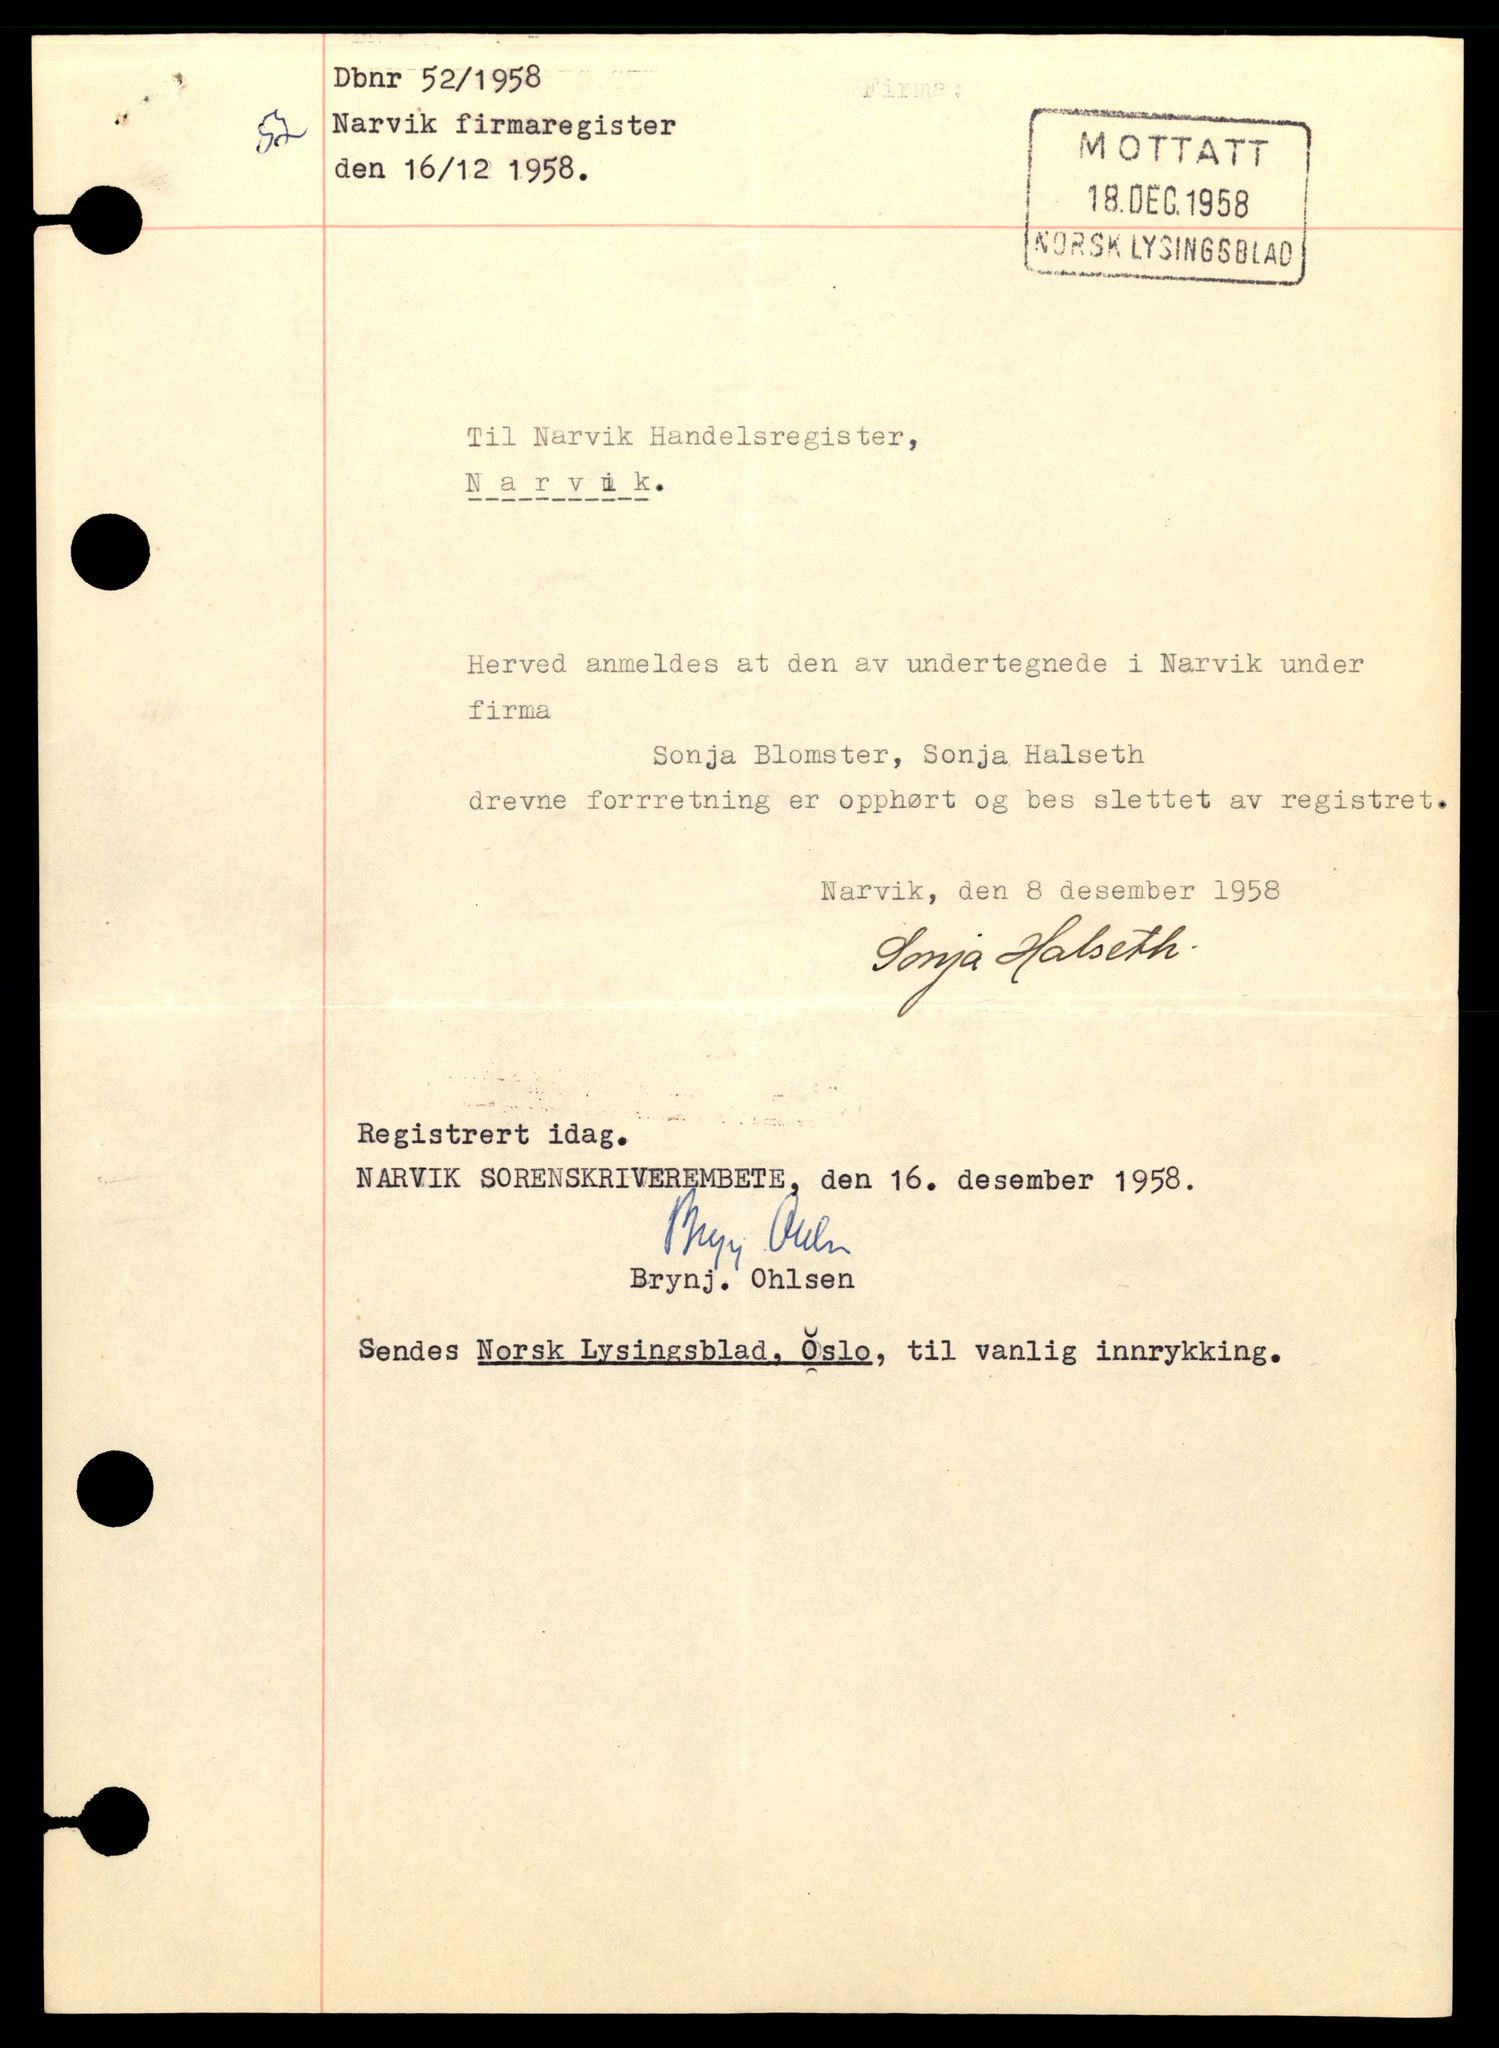 Dbnr 52/1958
Firma:
52
Narvik firmaregister
den 16/12 1958.
MOTTATT
18. DEC. 1958
NORSK LYSINGSBLAD
Til Narvik Handelsregister,
N a r v i k.
Herved anmeldes at den av undertegnede i Narvik under
firma
Sonja Blomster, Sonja Halseth
drevne forrretning er opphørt og bes slettet av registret.
Narvik, den 8 desember 1958
Sonja Halseth.
Registrert idag.
NARVIK SORENSKRIVEREMBETE, den 16. desember 1958.
Brynj. Ohlsen
Brynj. Ohlsen
Sendes Norsk Lysingsblad, Oslo, til vanlig innrykking.